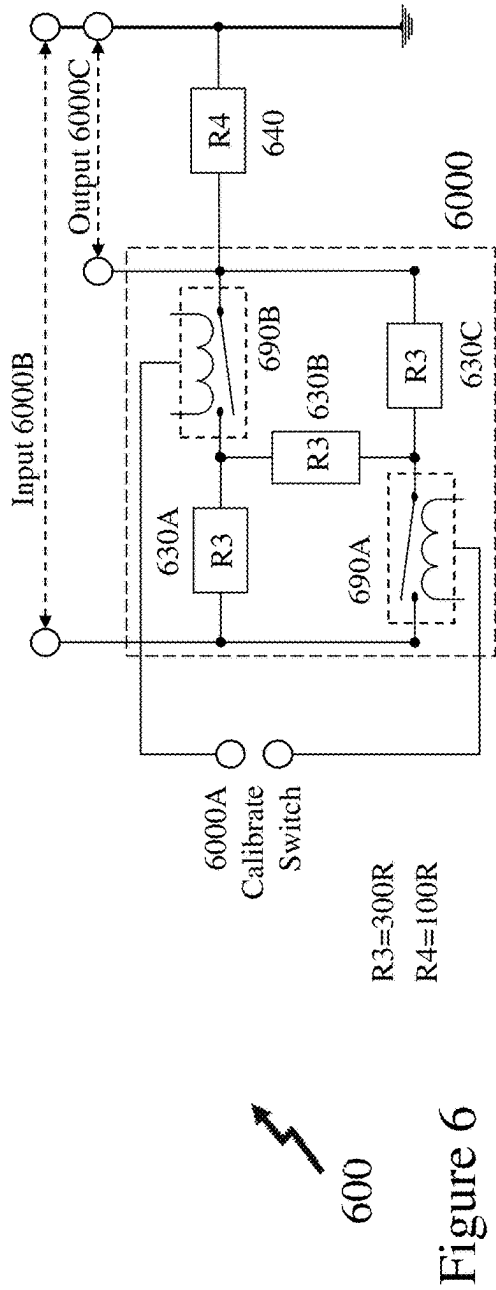 Input 6000B
Output 6000C
R4
640
690B
630A
R3
630B
R3
690A
R3
630C
6000
6000A
Calibrate
Switch
R3=300R
R4=100R
600
Figure 6